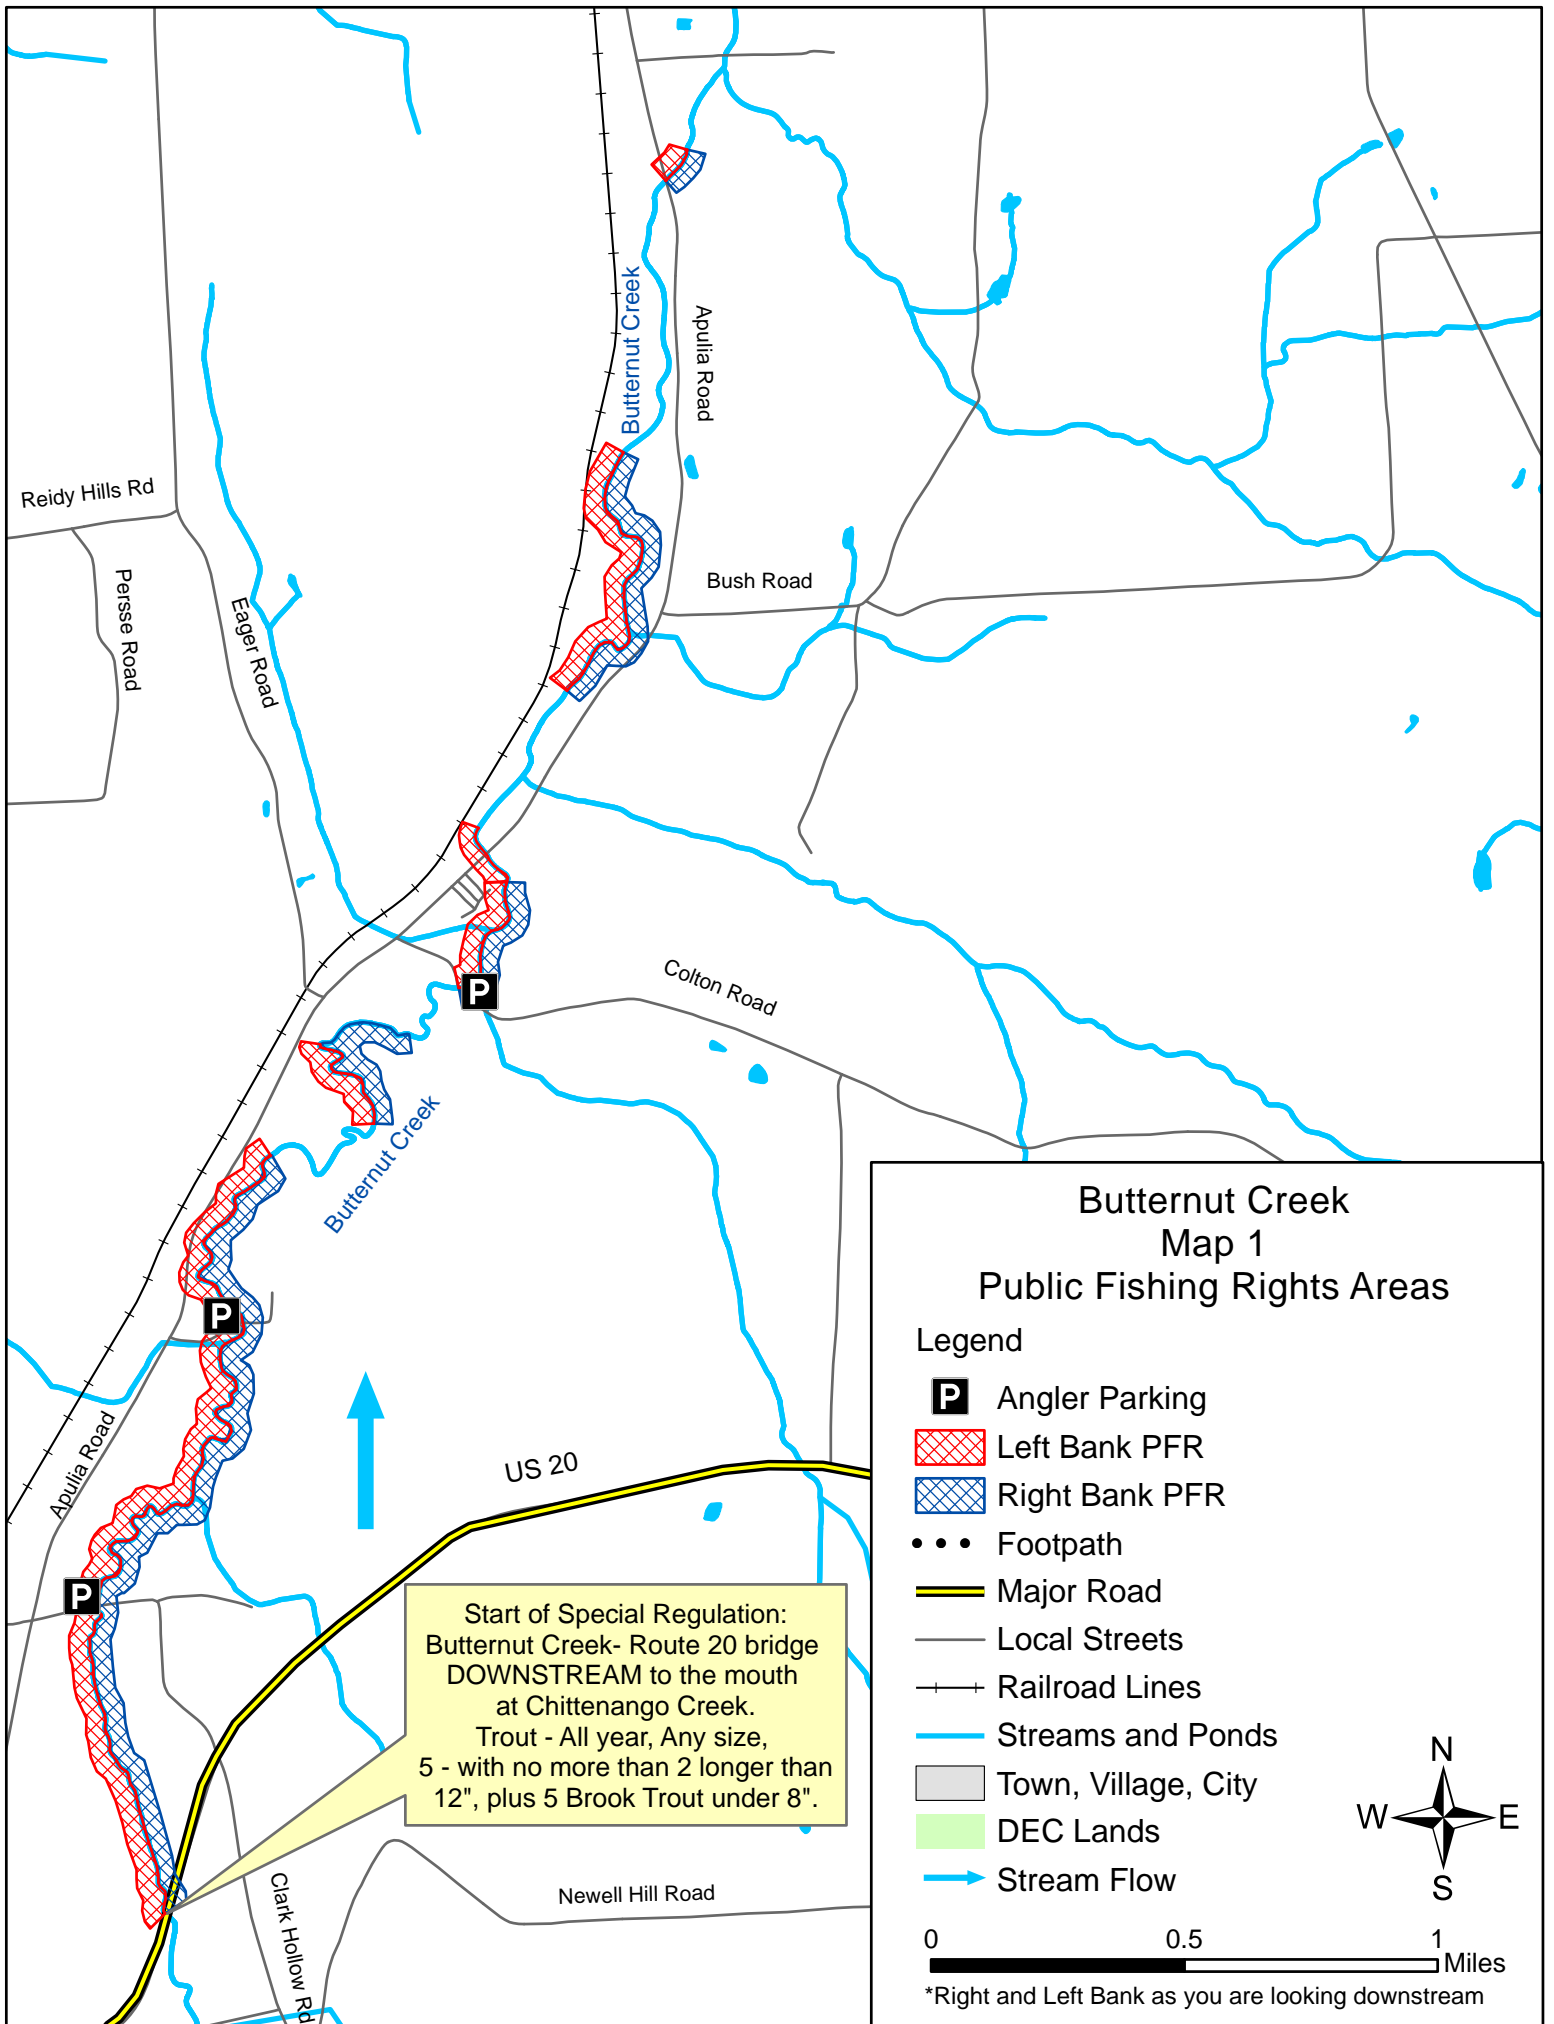 Butternut Creek
Apulia Road
Reidy Hills Rd
Persse Road
Eager Road
Bush Road
Colton Road
Butternut Creek
Apulia Road
P
P
P
US 20
Start of Special Regulation:
Butternut Creek- Route 20 bridge
DOWNSTREAM to the mouth
at Chittenango Creek.
Trout - All year, Any size,
5 - with no more than 2 longer than
12", plus 5 Brook Trout under 8".
Clark Hollow Rd
Newell Hill Road
Butternut Creek
Map 1
Public Fishing Rights Areas
Legend
P Angler Parking
Left Bank PFR
Right Bank PFR
Footpath
Major Road
Local Streets
Railroad Lines
Streams and Ponds
Town, Village, City
DEC Lands
Stream Flow
N
W E
S
0 0.5 1
Miles
*Right and Left Bank as you are looking downstream